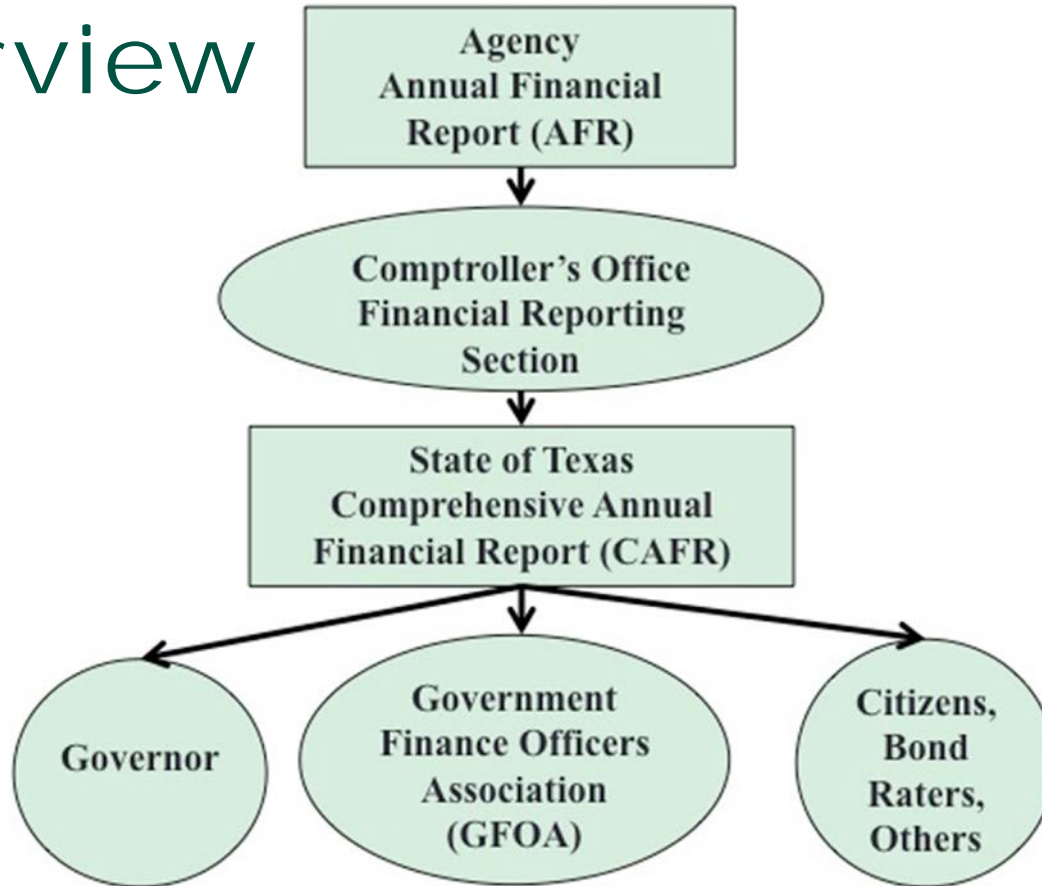 rview
Agency
Annual Financial
Report (AFR)
Comptroller’s Office
Financial Reporting
Section
State of Texas
Comprehensive Annual
Financial Report (CAFR)
Governor
Government
Finance Officers
Association
(GFOA)
Citizens,
Bond
Raters,
Others